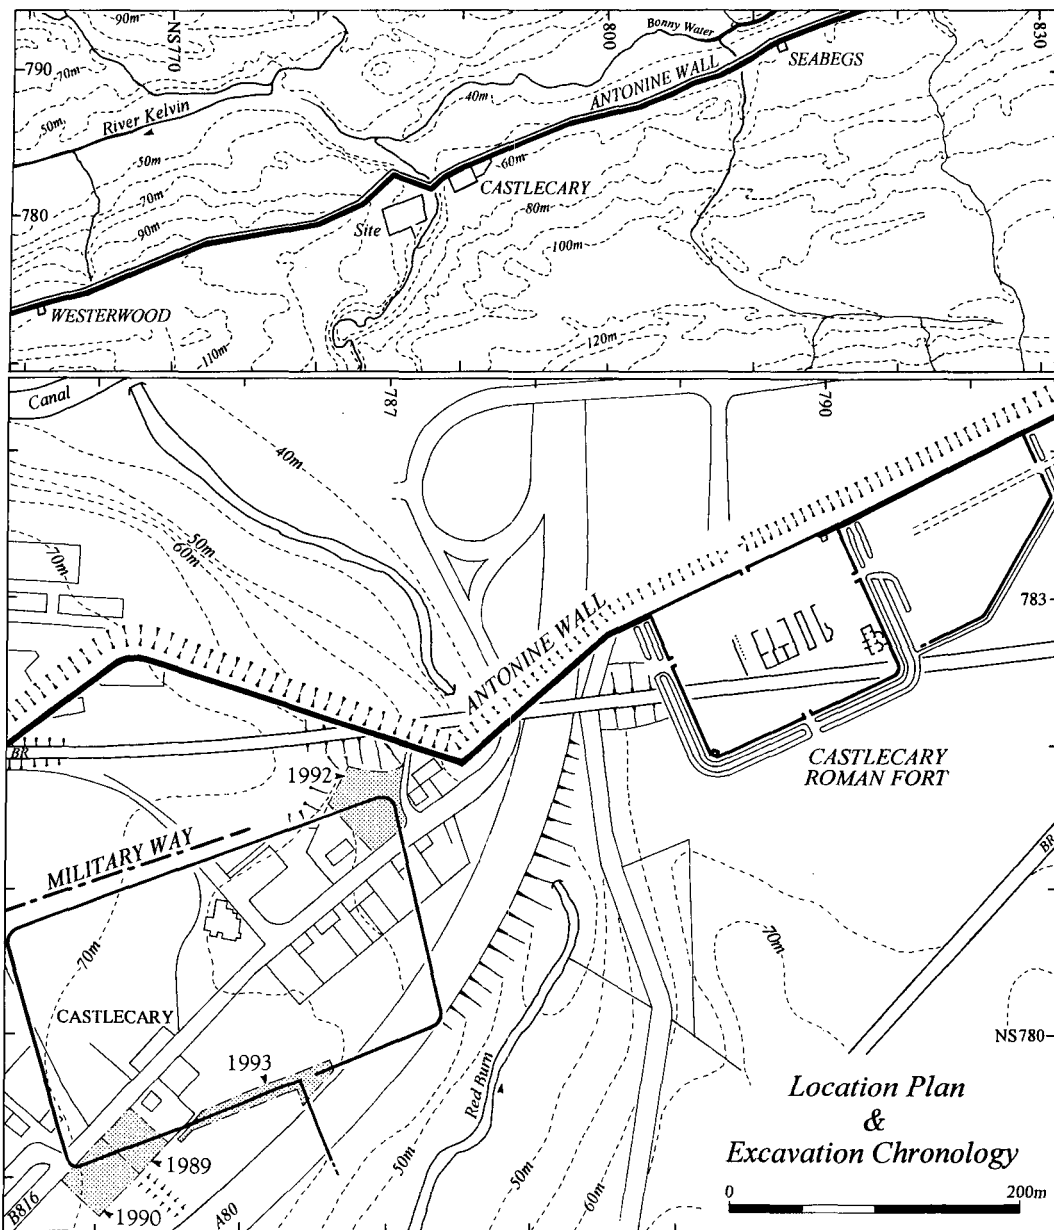 90m
NS770
800
Bonny Water
830
790
70m
SEABEGS
ANTONINE WALL
40m
50m
River Kelvin
50m
60m
CASTLECARY
70m
80m
780
Site
90m
100m
WESTERWOOD
110m
120m
Canal
787
790
40m
50m
60m
70m
783
ANTONINE WALL
BR
CASTLECARY
ROMAN FORT
1992
MILITARY WAY
BR
70m
70m
CASTLECARY
NS780
1993
Red Burn
Location Plan
&
Excavation Chronology
50m
50m
60m
1989
1990
B816
A80
0
200m